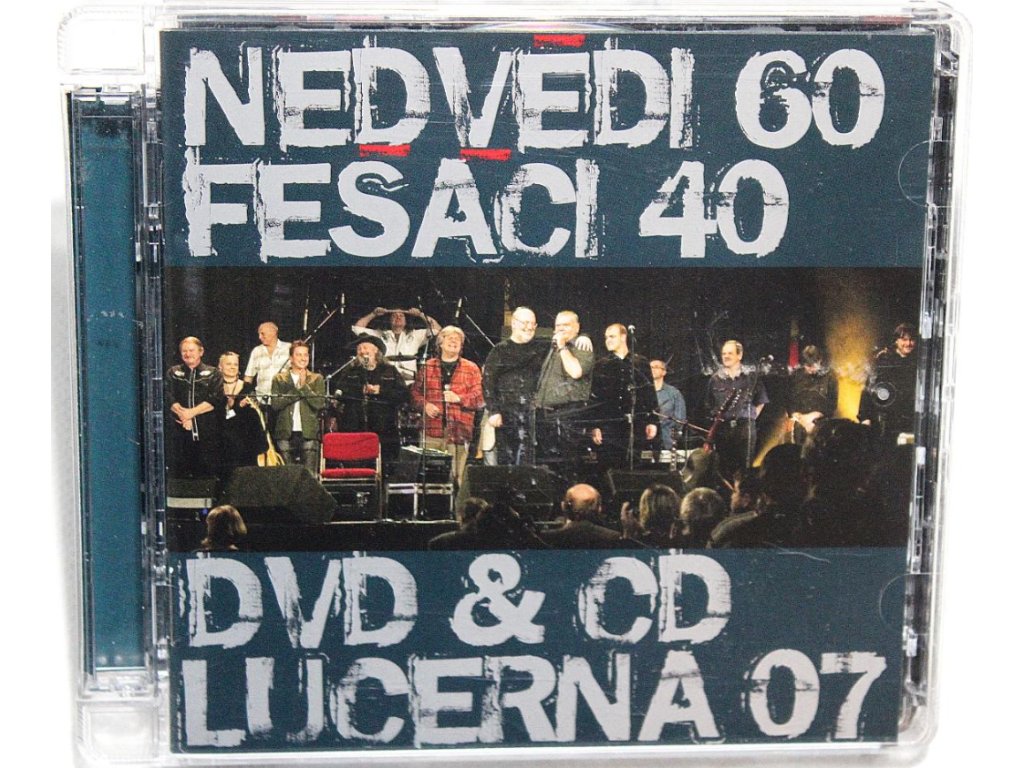 NEDVĚDI 60
FEŠÁCI 40
DVD & CD
LUCERNA 07